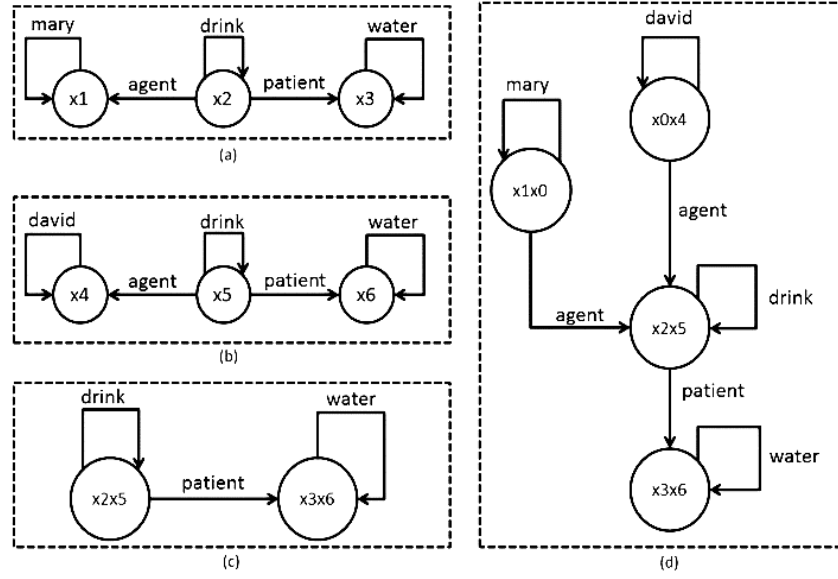 mary drink water
x1 agent x2 patient x3
(a)
david drink water
x4 agent x5 patient x6
(b)
drink water
x2x5 patient x3x6
(c)
david
mary
x0x4
x1x0
agent
drink
agent x2x5
patient
water
x3x6
(d)